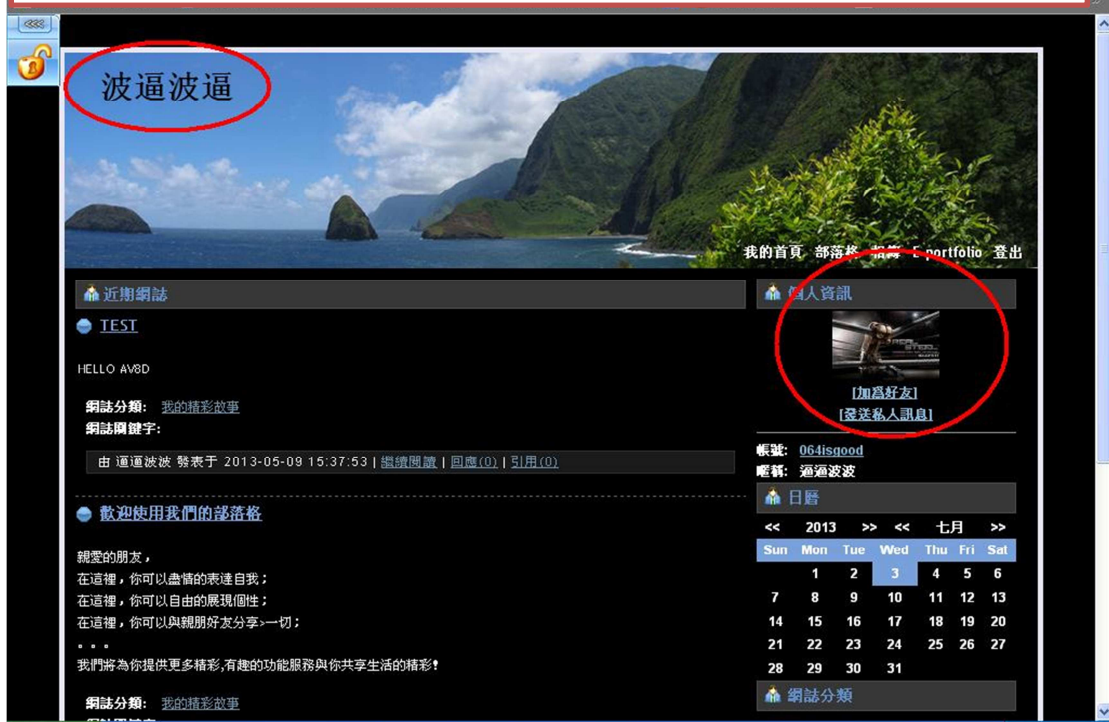 波逼波逼
我的首頁 部落格 相簿 E-portfolio 登出
近期網誌
TEST
HELLO AV8D
網誌分類: 我的精彩故事
網誌關鍵字:
由 逼逼波波 發表于 2013-05-09 15:37:53 | 繼續閱讀 | 回應(0) | 引用(0)
歡迎使用我們的部落格
親愛的朋友，
在這裡，你可以盡情的表達自我；
在這裡，你可以自由的展現個性；
在這裡，你可以與親朋好友分享>一切；
。。。
我們將為你提供更多精彩,有趣的功能服務與你共享生活的精彩!
網誌分類: 我的精彩故事
個人資訊
REAL STEEL
[加爲好友]
[發送私人訊息]
帳號: 064isgood
暱稱: 逼逼波波
日曆
<< 2013 >> << 七月 >>
Sun Mon Tue Wed Thu Fri Sat
1 2 3 4 5 6
7 8 9 10 11 12 13
14 15 16 17 18 19 20
21 22 23 24 25 26 27
28 29 30 31
網誌分類